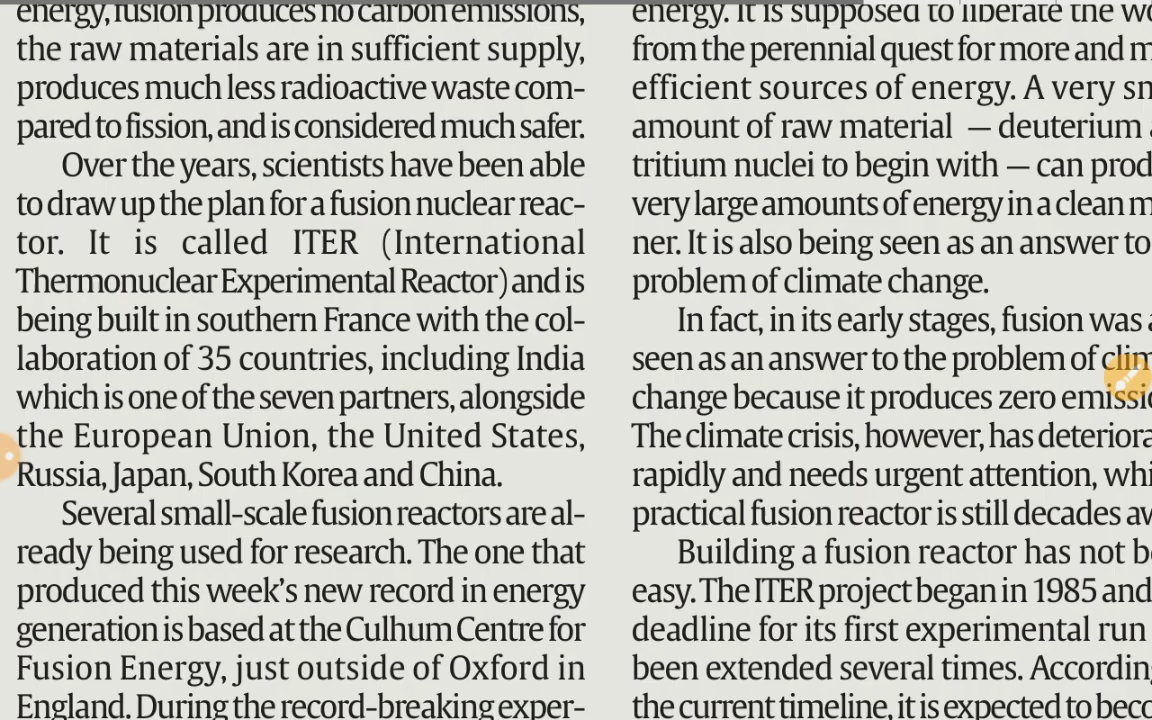 energy, fusion produces no carbon emissions,
the raw materials are in sufficient supply,
produces much less radioactive waste com-
pared to fission, and is considered much safer.
Over the years, scientists have been able
to draw up the plan for a fusion nuclear reac-
tor. It is called ITER (International
Thermonuclear Experimental Reactor) and is
being built in southern France with the col-
laboration of 35 countries, including India
which is one of the seven partners, alongside
the European Union, the United States,
Russia, Japan, South Korea and China.
Several small-scale fusion reactors are al-
ready being used for research. The one that
produced this week's new record in energy
generation is based at the Culhum Centre for
Fusion Energy, just outside of Oxford in
England. During the record-breaking exper-
energy. It is supposed to liberate the
from the perennial quest for more and
efficient sources of energy. A very
amount of raw material — deuterium
tritium nuclei to begin with — can
very large amounts of energy in a clean
ner. It is also being seen as an answer to
problem of climate change.
In fact, in its early stages, fusion was
seen as an answer to the problem of
change because it produces zero
The climate crisis, however, has
rapidly and needs urgent attention,
practical fusion reactor is still decades
Building a fusion reactor has not
easy. The ITER project began in 1985 and
deadline for its first experimental run
been extended several times. According
the current timeline, it is expected to